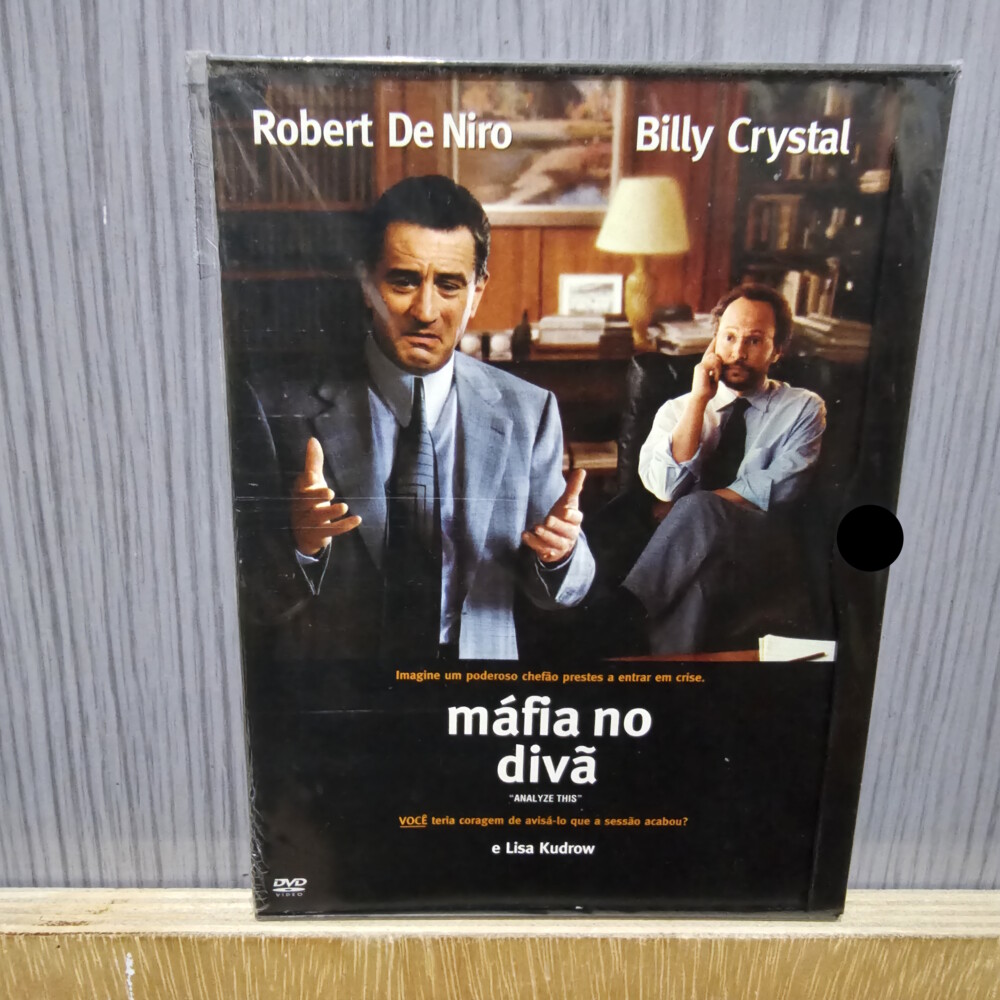 Robert De Niro Billy Crystal
Imagine um poderoso chefão prestes a entrar em crise.
máfia no
divã
"ANALYZE THIS"
VOCÊ teria coragem de avisá-lo que a sessão acabou?
e Lisa Kudrow
DVD
VIDEO